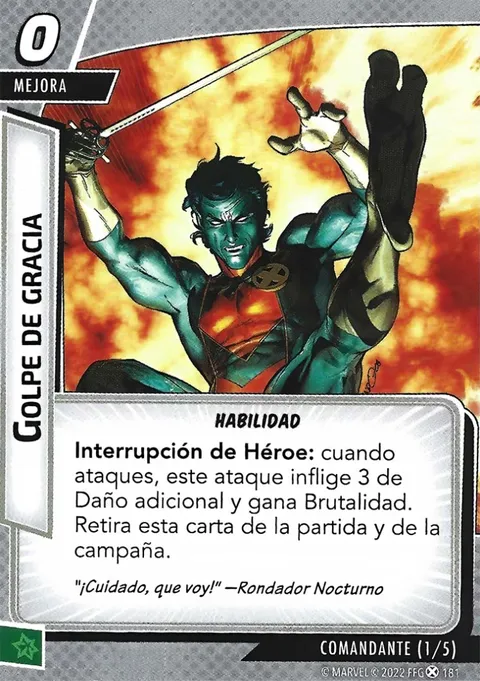 0
MEJORA
GOLPE DE GRACIA
HABILIDAD
Interrupción de Héroe: cuando
ataques, este ataque inflige 3 de
Daño adicional y gana Brutalidad.
Retira esta carta de la partida y de la
campaña.
"¡Cuidado, que voy!" —Rondador Nocturno
COMANDANTE (1/5)
© MARVEL © 2022 FFG 181